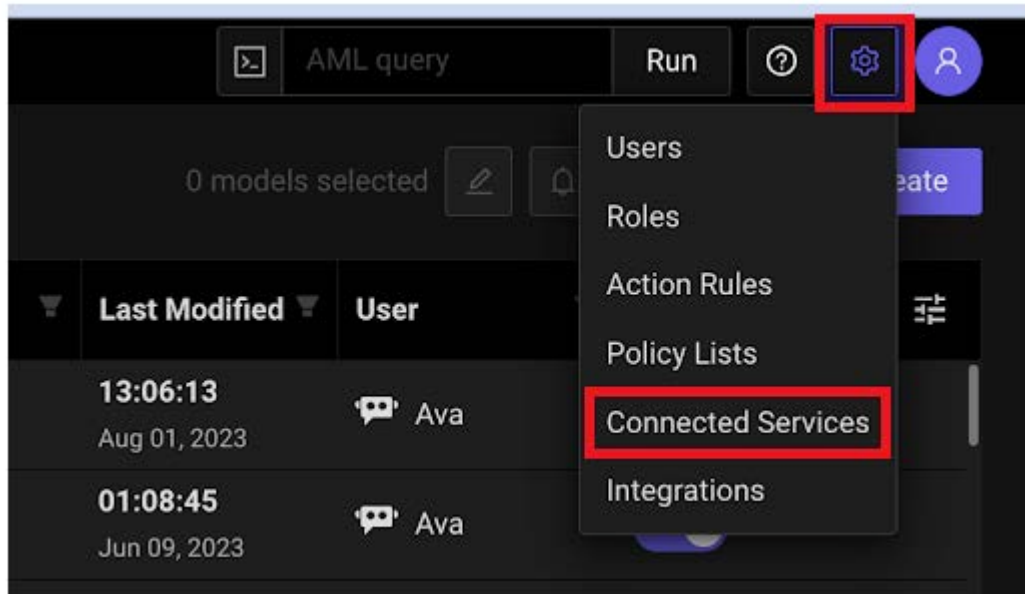 AML query
Run
0 models selected
eate
Users
Roles
Action Rules
Policy Lists
Connected Services
Integrations
Last Modified
User
13:06:13
Aug 01, 2023
Ava
01:08:45
Jun 09, 2023
Ava